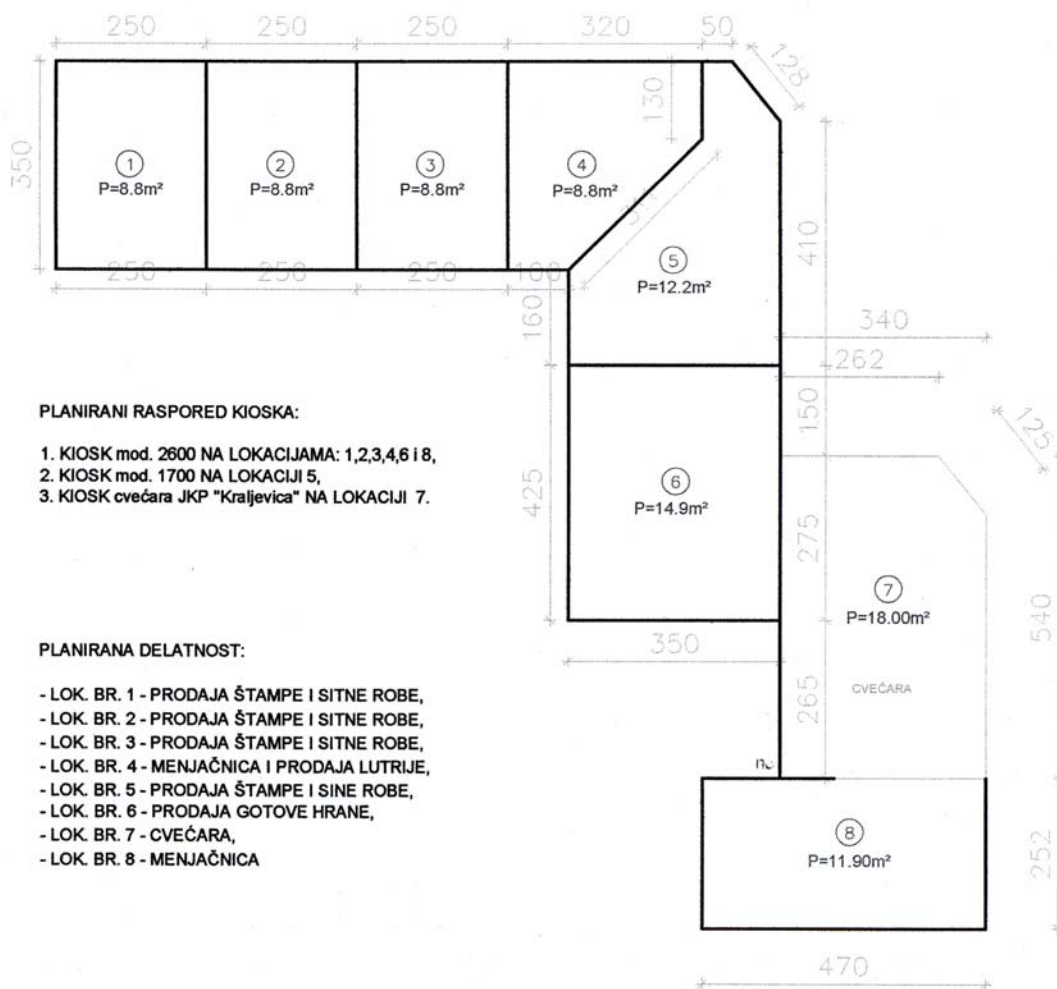 250 250 250 320 50
128
130
350
1
P=8.8m²
2
P=8.8m²
3
P=8.8m²
4
P=8.8m²
5
P=12.2m²
410
250 250 250 100
160
340
262
150
125
PLANIRANI RASPORED KIOSKA:
1. KIOSK mod. 2600 NA LOKACIJAMA: 1,2,3,4,6 i 8,
2. KIOSK mod. 1700 NA LOKACIJI 5,
3. KIOSK cvećara JKP "Kraljevica" NA LOKACIJI 7.
425
6
P=14.9m²
275
7
P=18.00m²
540
350
265
CVEĆARA
PLANIRANA DELATNOST:
- LOK. BR. 1 - PRODAJA ŠTAMPE I SITNE ROBE,
- LOK. BR. 2 - PRODAJA ŠTAMPE I SITNE ROBE,
- LOK. BR. 3 - PRODAJA ŠTAMPE I SITNE ROBE,
- LOK. BR. 4 - MENJAČNICA I PRODAJA LUTRIJE,
- LOK. BR. 5 - PRODAJA ŠTAMPE I SINE ROBE,
- LOK. BR. 6 - PRODAJA GOTOVE HRANE,
- LOK. BR. 7 - CVEĆARA,
- LOK. BR. 8 - MENJAČNICA
8
P=11.90m²
252
470